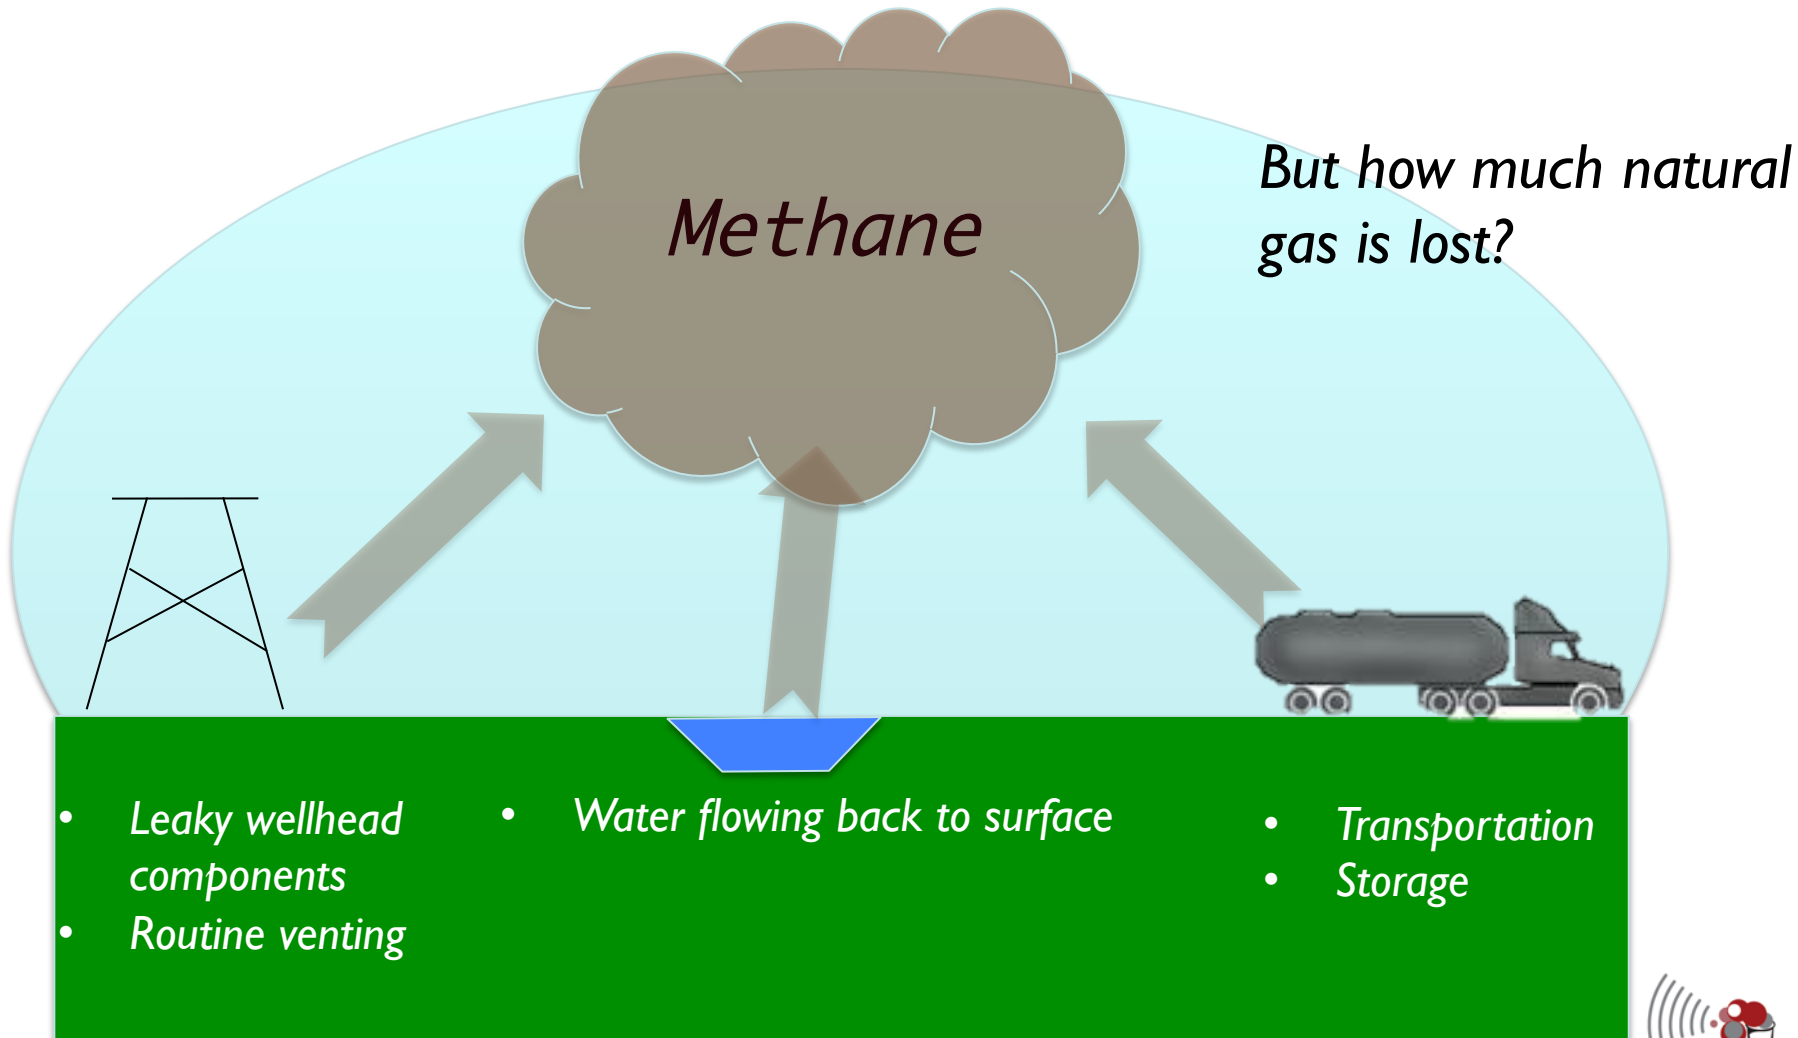 Methane
But how much natural
gas is lost?
• Leaky wellhead
components
• Routine venting
• Water flowing back to surface
• Transportation
• Storage